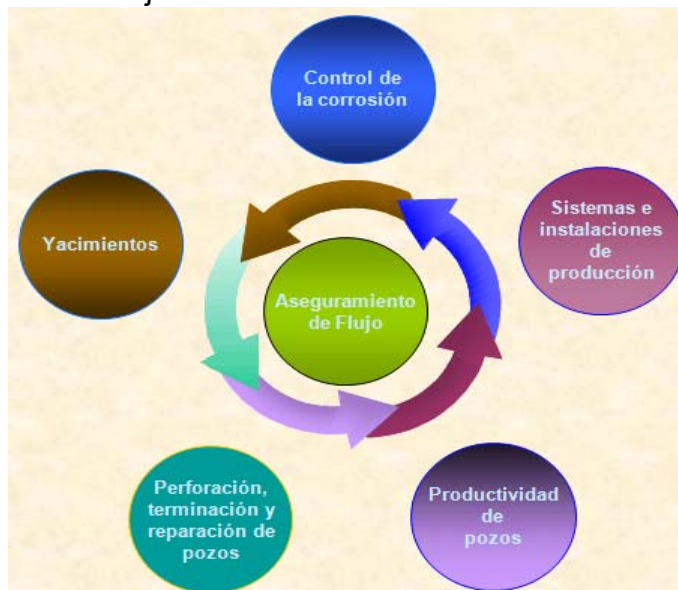 Control de
la corrosión
Yacimientos
Sistemas e
instalaciones
de
producción
Aseguramiento
de Flujo
Perforación,
terminación y
reparación de
pozos
Productividad
de
pozos